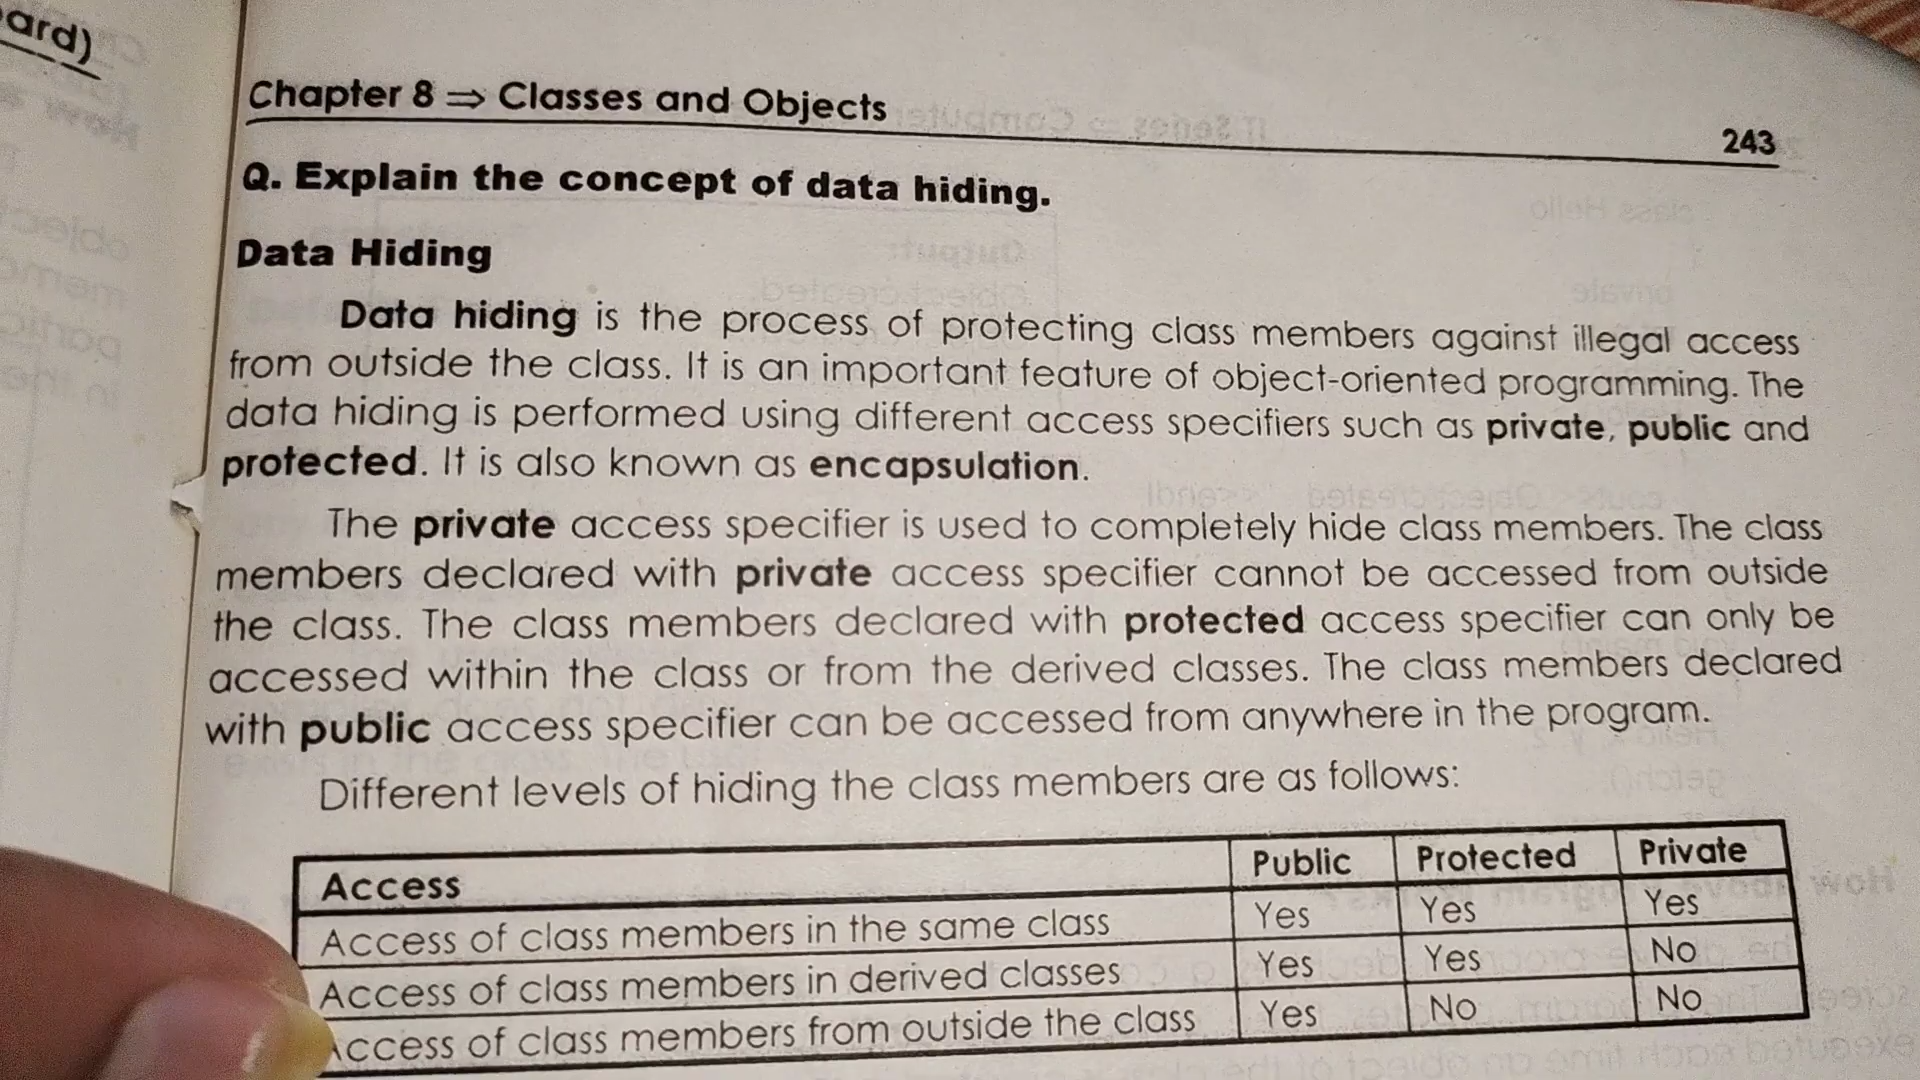 ard)
Chapter 8 ⇒ Classes and Objects
243
Q. Explain the concept of data hiding.
Data Hiding
Data hiding is the process of protecting class members against illegal access
from outside the class. It is an important feature of object-oriented programming. The
data hiding is performed using different access specifiers such as private, public and
protected. It is also known as encapsulation.
The private access specifier is used to completely hide class members. The class
members declared with private access specifier cannot be accessed from outside
the class. The class members declared with protected access specifier can only be
accessed within the class or from the derived classes. The class members declared
with public access specifier can be accessed from anywhere in the program.
Different levels of hiding the class members are as follows:
Access Public Protected Private
Access of class members in the same class Yes Yes Yes
Access of class members in derived classes Yes Yes No
ccess of class members from outside the class Yes No No